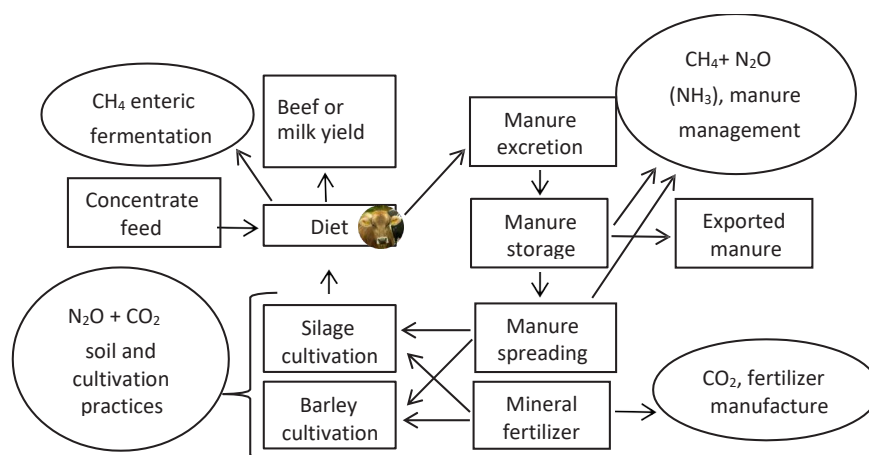 CH₄ enteric
fermentation
Beef or
milk yield
Manure
excretion
CH₄+ N₂O
(NH₃), manure
management
Concentrate
feed
Diet
Manure
storage
Exported
manure
N₂O + CO₂
soil and
cultivation
practices
Silage
cultivation
Manure
spreading
Barley
cultivation
Mineral
fertilizer
CO₂, fertilizer
manufacture